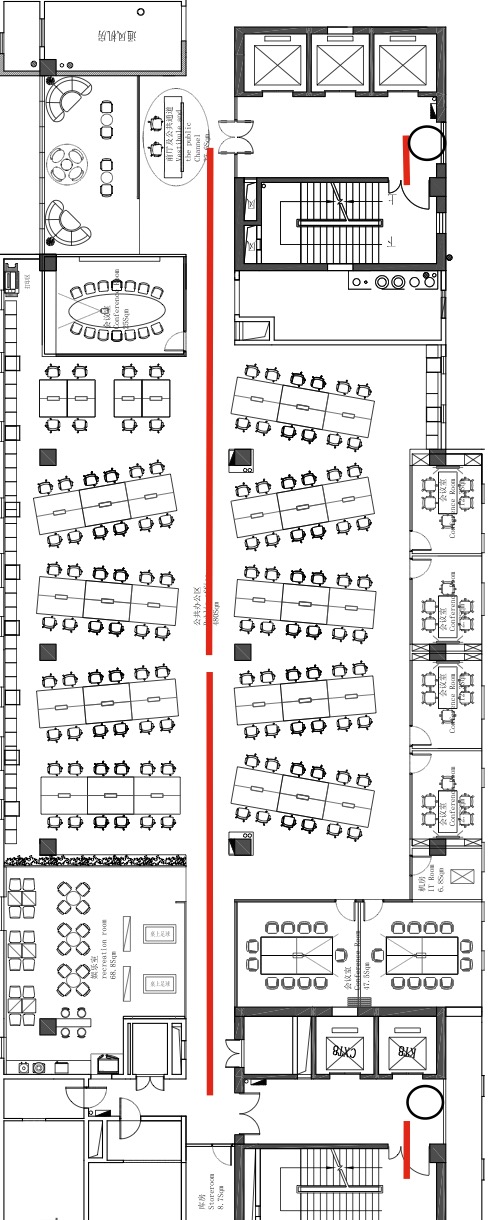 通风机房
前厅及公共通道
Vestibule and
the public
Channel
会议室
Conference Room
公共办公区
480Sqm
会议室
Conference Room
会议室
Conference Room
会议室
Conference Room
会议室
Conference Room
机房
IT Room
6.8Sqm
娱乐室
recreation room
68.8Sqm
桌上足球
桌上足球
会议室
Conference Room
47.5Sqm
库房
Storeroom
8.7Sqm